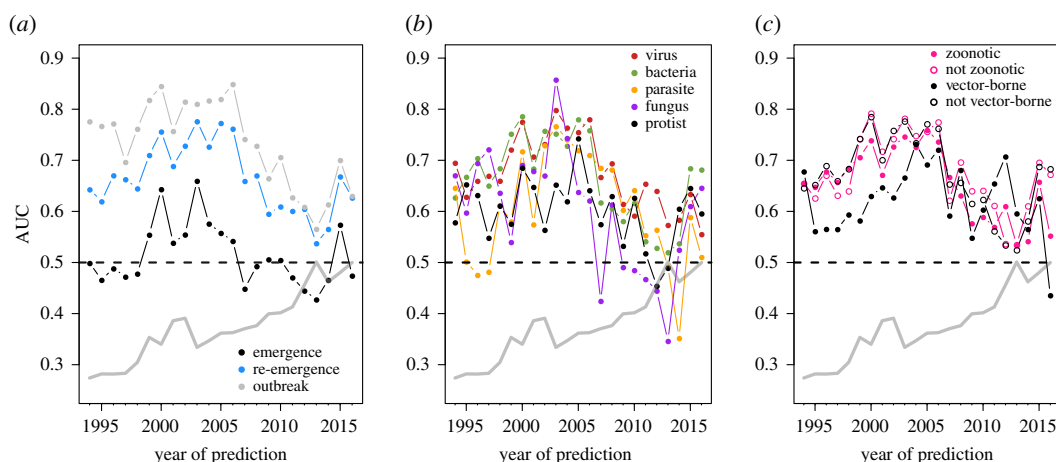 (a)
(b)
(c)
AUC
0.9
0.8
0.7
0.6
0.5
0.4
0.3
emergence
re-emergence
outbreak
1995
2000
2005
2010
2015
year of prediction
0.9
0.8
0.7
0.6
0.5
0.4
0.3
virus
bacteria
parasite
fungus
protist
1995
2000
2005
2010
2015
year of prediction
0.9
0.8
0.7
0.6
0.5
0.4
0.3
zoonotic
not zoonotic
vector-borne
not vector-borne
1995
2000
2005
2010
2015
year of prediction